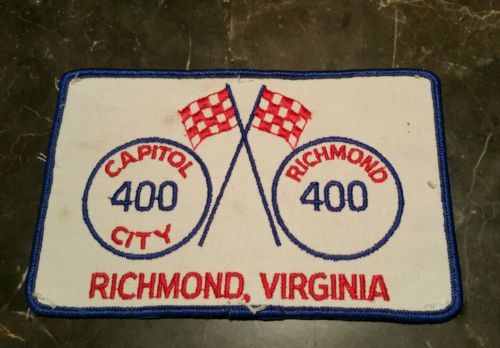 CAPITOL
400
CITY
RICHMOND
400
RICHMOND, VIRGINIA